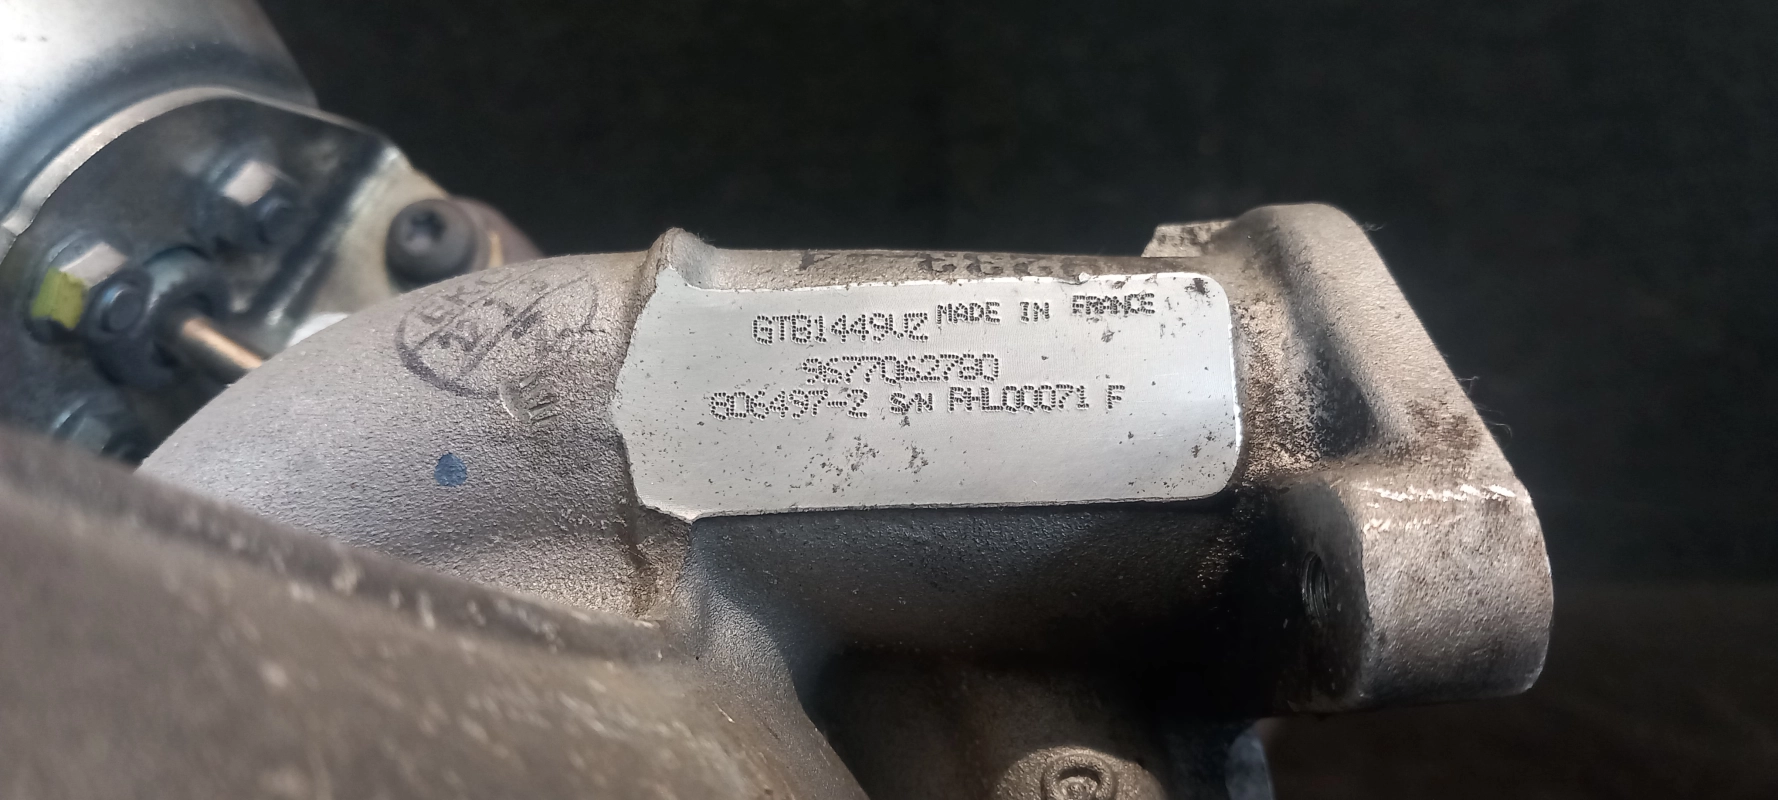 GTB1449VZ MADE IN FRANCE
9677062780
806497-2 S/N RHL00071 F